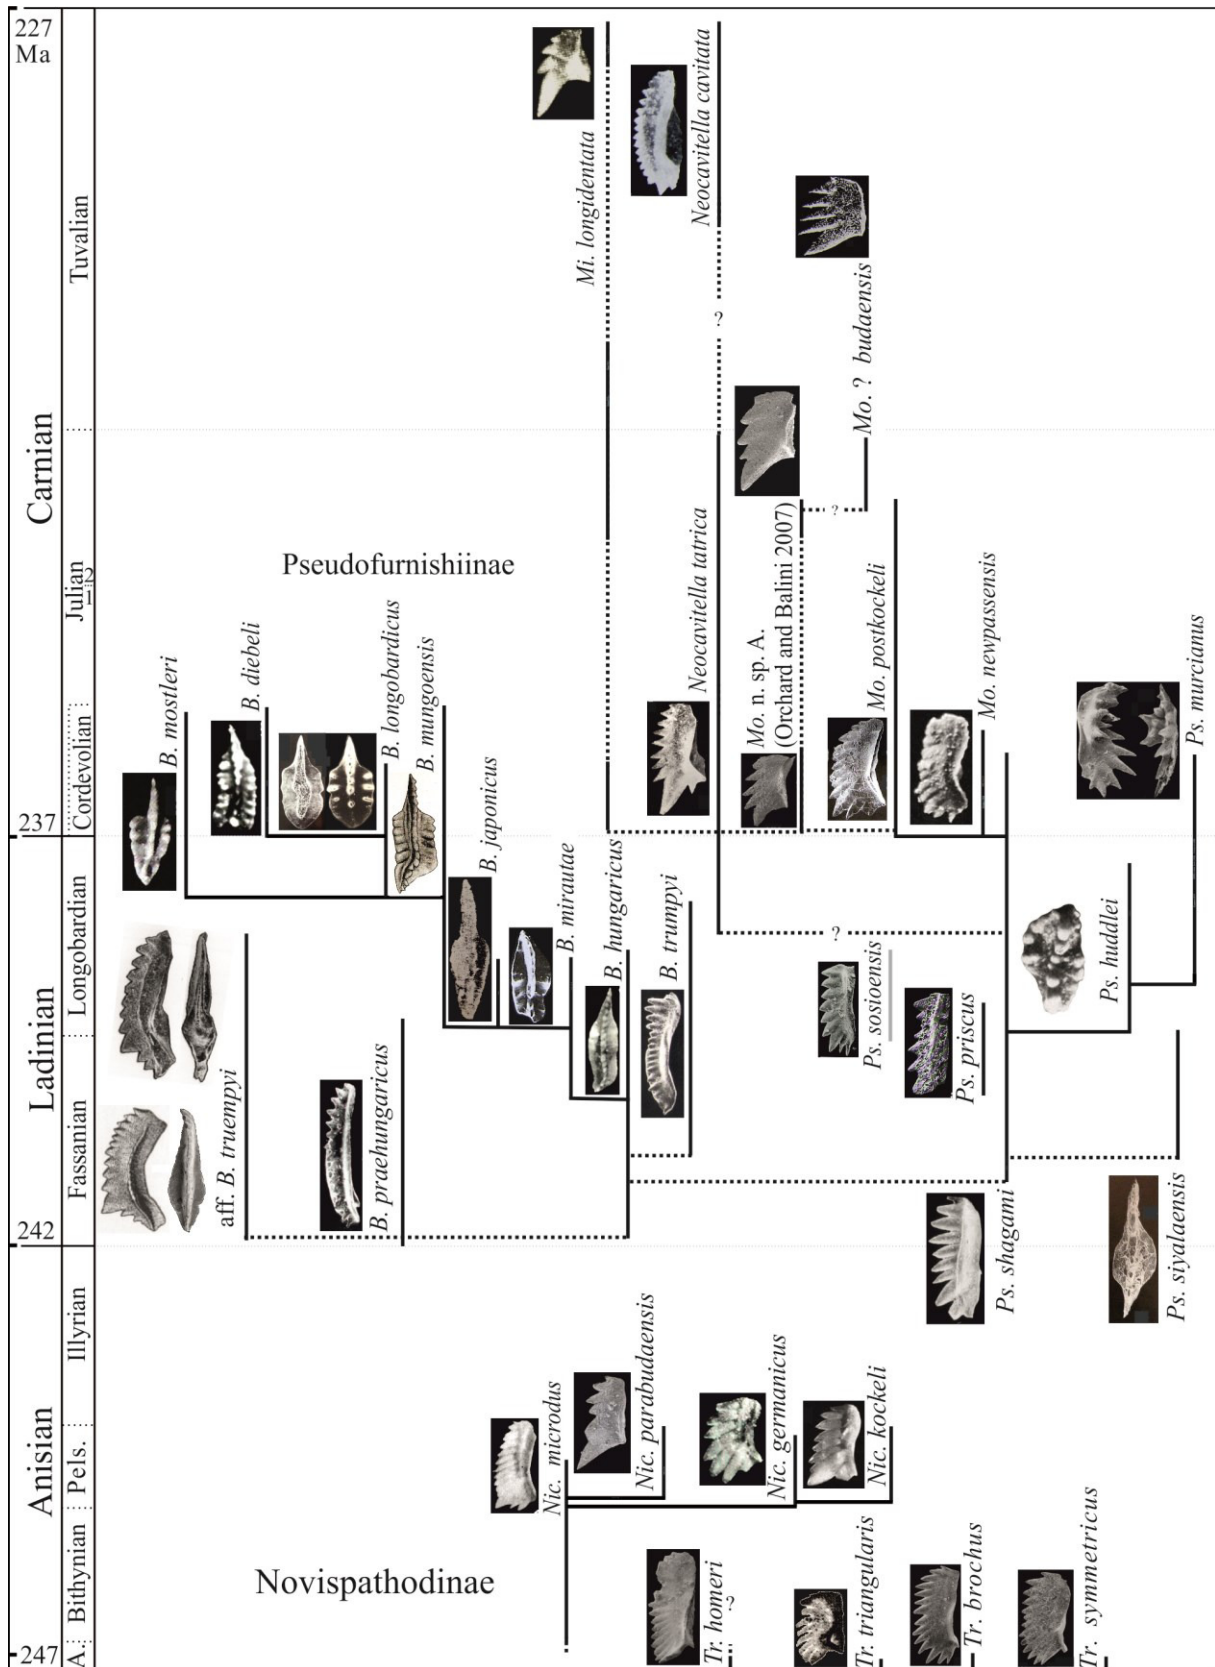 227
Ma
Tuvalian
Carnian
Julian
2
1
Cordevolian
237
Longobardian
Ladinian
Fassanian
242
Illyrian
Anisian
Pels.
Bithynian
A.
247
Pseudofurnishiinae
Novispathodinae
Mi. longidentata
Neocavitella cavitata
?
Mo. ? budaensis
Neocavitella tatrica
Mo. n. sp. A.
(Orchard and Balini 2007)
?
Mo. postkockeli
Mo. newpassensis
Ps. murcianus
B. mostleri
B. diebeli
B. longobardicus
B. mungoensis
B. japonicus
B. mirautae
B. hungaricus
B. trumpyi
?
Ps. sosioensis
Ps. priscus
Ps. huddlei
aff. B. truempyi
B. praehungaricus
Ps. shagami
Ps. siyalaensis
Nic. microdus
Nic. parabudaensis
Nic. germanicus
Nic. kockeli
Tr. homeri
?
Tr. triangularis
Tr. brochus
Tr. symmetricus